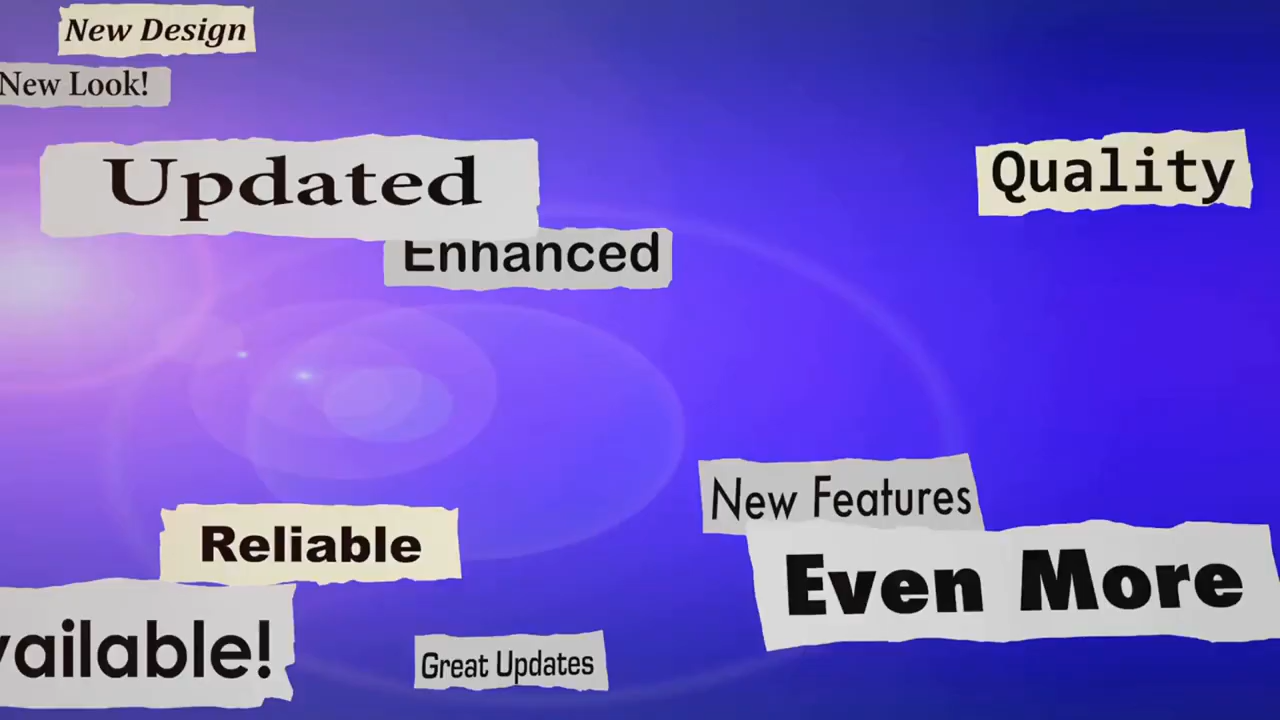 New Design
New Look!
Updated
Quality
Enhanced
New Features
Reliable
Even More
vailable!
Great Updates